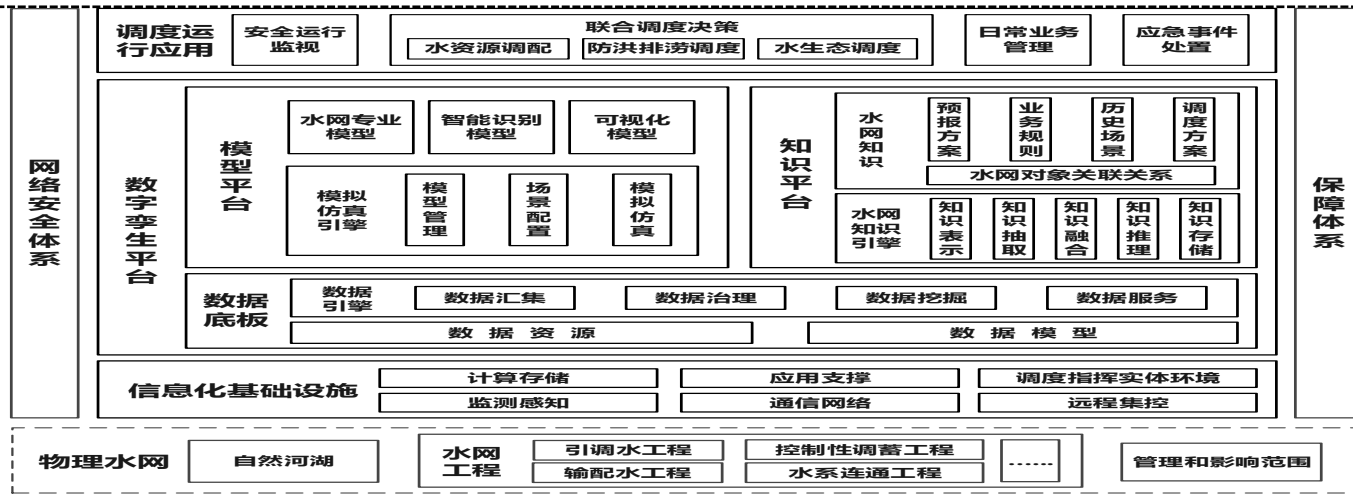 调度运
行应用
安全运行
监视
联合调度决策
水资源调配
防洪排涝调度
水生态调度
日常业务
管理
应急事件
处置
网络安全体系
数字孪生平台
模型平台
水网专业
模型
智能识别
模型
可视化
模型
模拟
仿真
引擎
模型管理
场景配置
模拟仿真
知识平台
水网知识
预报方案
业务规则
历史场景
调度方案
水网对象关联关系
水网
知识
引擎
知识表示
知识抽取
知识融合
知识推理
知识存储
数据
底板
数据
引擎
数据汇集
数据治理
数据挖掘
数据服务
数据资源
数据模型
保障体系
信息化基础设施
计算存储
应用支撑
调度指挥实体环境
监测感知
通信网络
远程集控
物理水网
自然河湖
水网
工程
引调水工程
控制性调蓄工程
输配水工程
水系连通工程
......
管理和影响范围